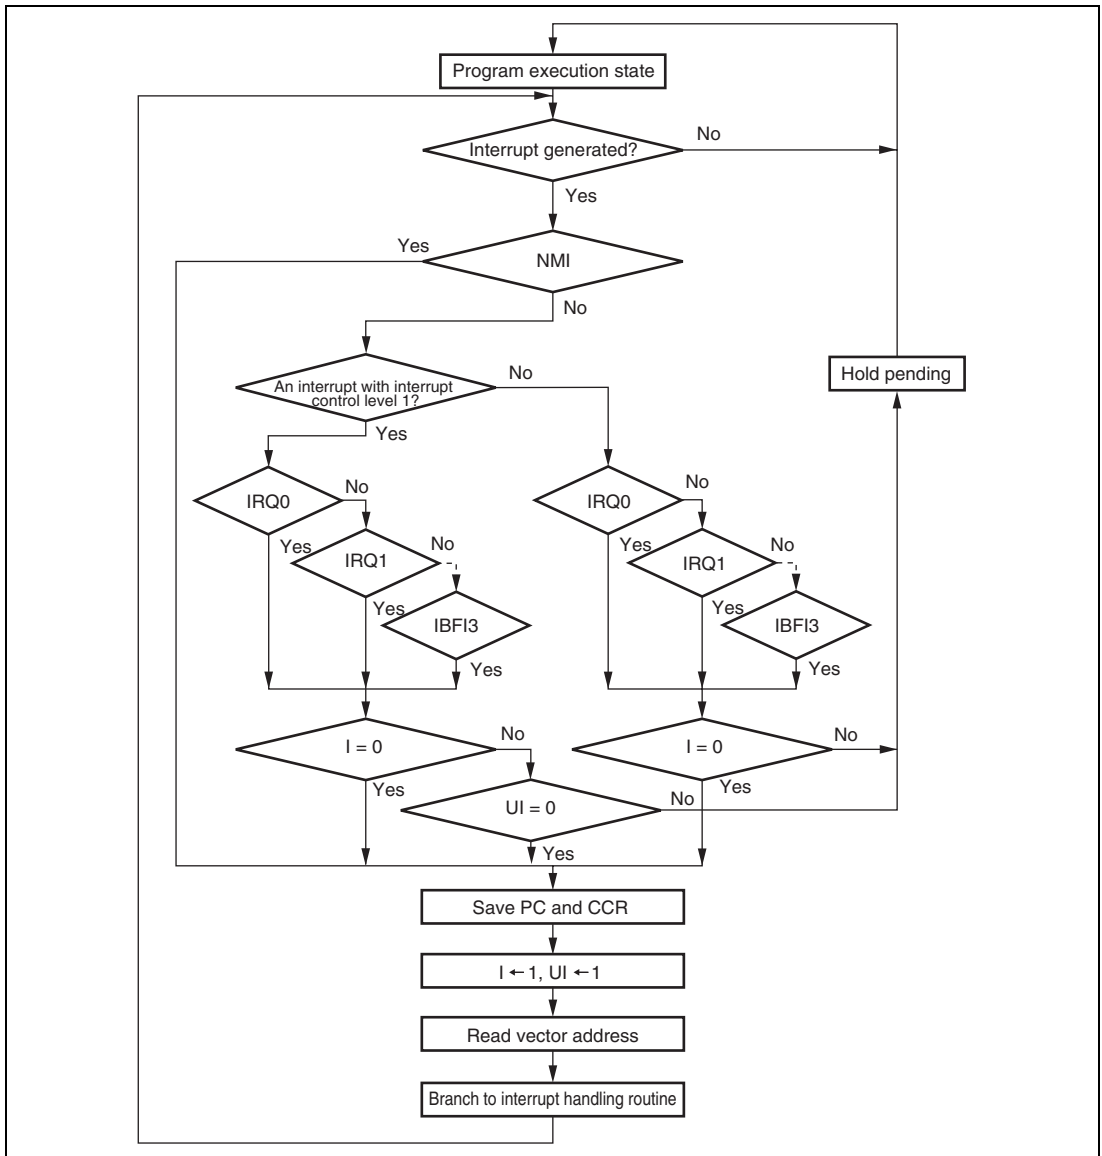 Program execution state
Interrupt generated?
No
Yes
Yes
NMI
No
An interrupt with interrupt
control level 1?
No
Hold pending
Yes
IRQ0
No
IRQ0
No
Yes
IRQ1
No
Yes
IRQ1
No
Yes
IBFI3
Yes
IBFI3
Yes
Yes
I = 0
No
I = 0
No
Yes
UI = 0
No
Yes
Yes
Save PC and CCR
I ← 1, UI ← 1
Read vector address
Branch to interrupt handling routine